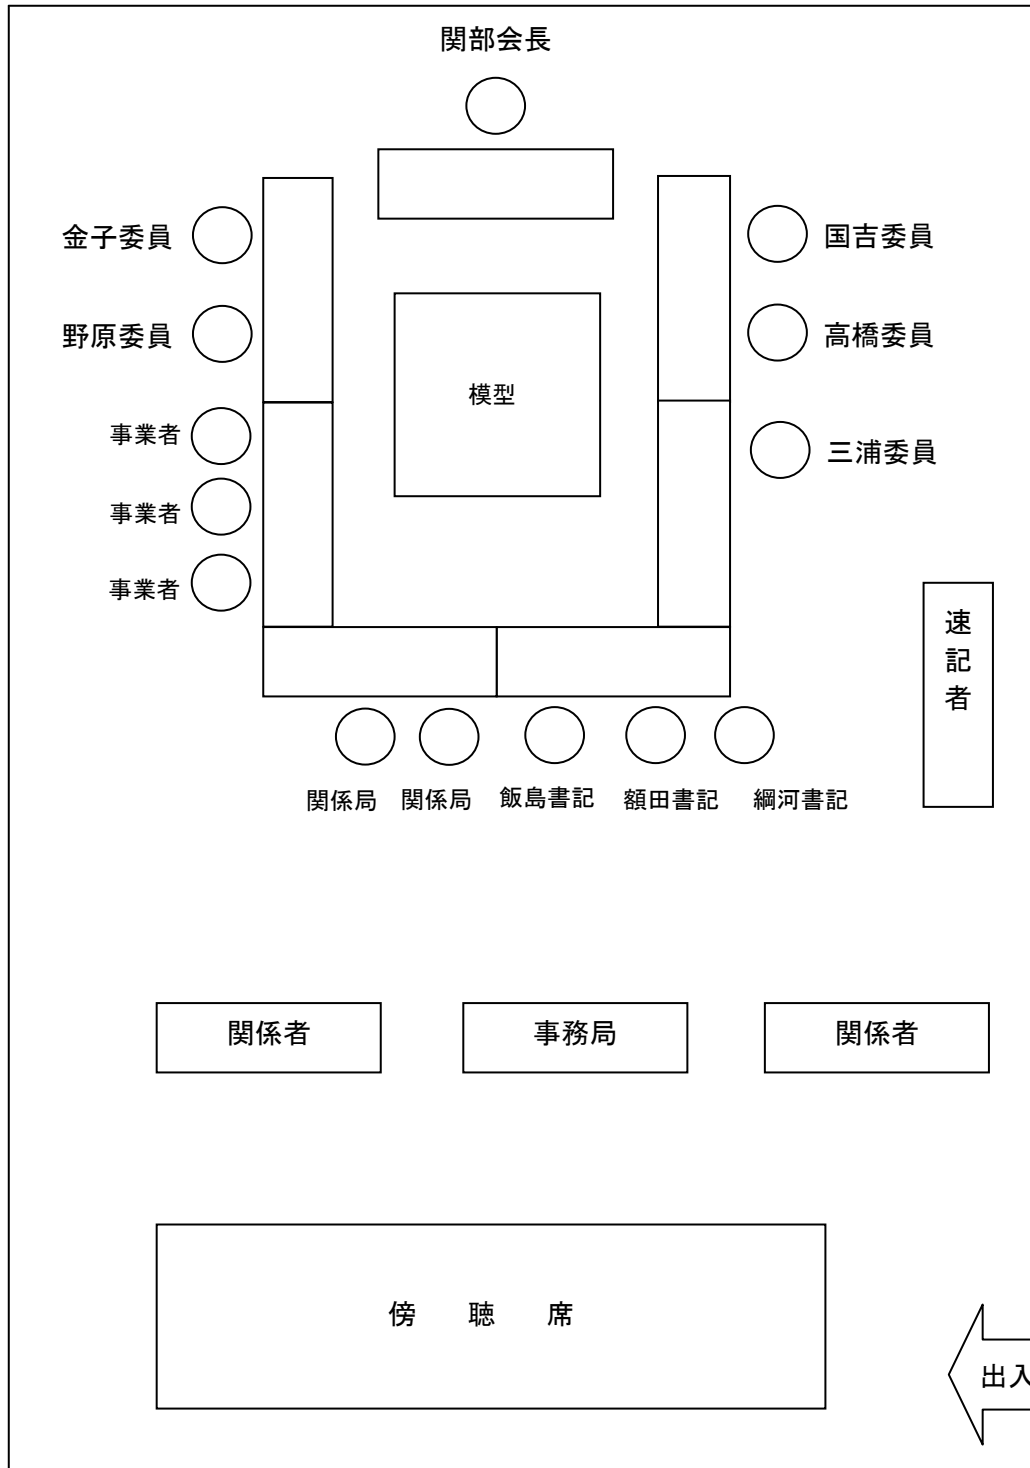 関部会長
金子委員
国吉委員
野原委員
高橋委員
模型
事業者
三浦委員
事業者
事業者
速記者
関係局 関係局 飯島書記 額田書記 綱河書記
関係者 事務局 関係者
傍 聴 席
出入